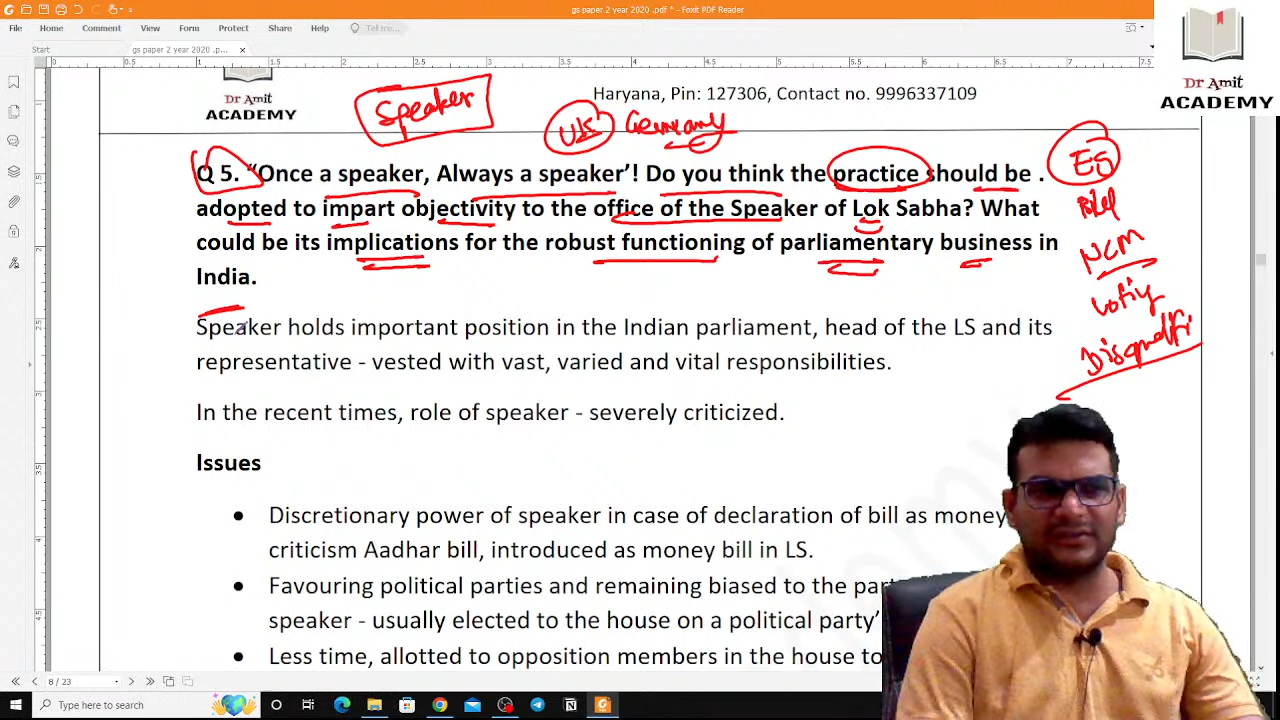 gs paper 2 year 2020 .pdf * - Foxit PDF Reader
File Home Comment View Form Protect Share Help Tell me...
Start gs paper 2 year 2020 .p...
Dr Amit
ACADEMY
Dr Amit
ACADEMY
Speaker
Haryana, Pin: 127306, Contact no. 9996337109
UK Germany
Q 5. “Once a speaker, Always a speaker’! Do you think the practice should be .
adopted to impart objectivity to the office of the Speaker of Lok Sabha? What
could be its implications for the robust functioning of parliamentary business in
India.
Bill
NCM
Voting
Speaker holds important position in the Indian parliament, head of the LS and its
representative - vested with vast, varied and vital responsibilities.
In the recent times, role of speaker - severely criticized.
Issues
• Discretionary power of speaker in case of declaration of bill as money
criticism Aadhar bill, introduced as money bill in LS.
• Favouring political parties and remaining biased to the
speaker - usually elected to the house on a political party’
• Less time, allotted to opposition members in the house to
8 / 23
Type here to search